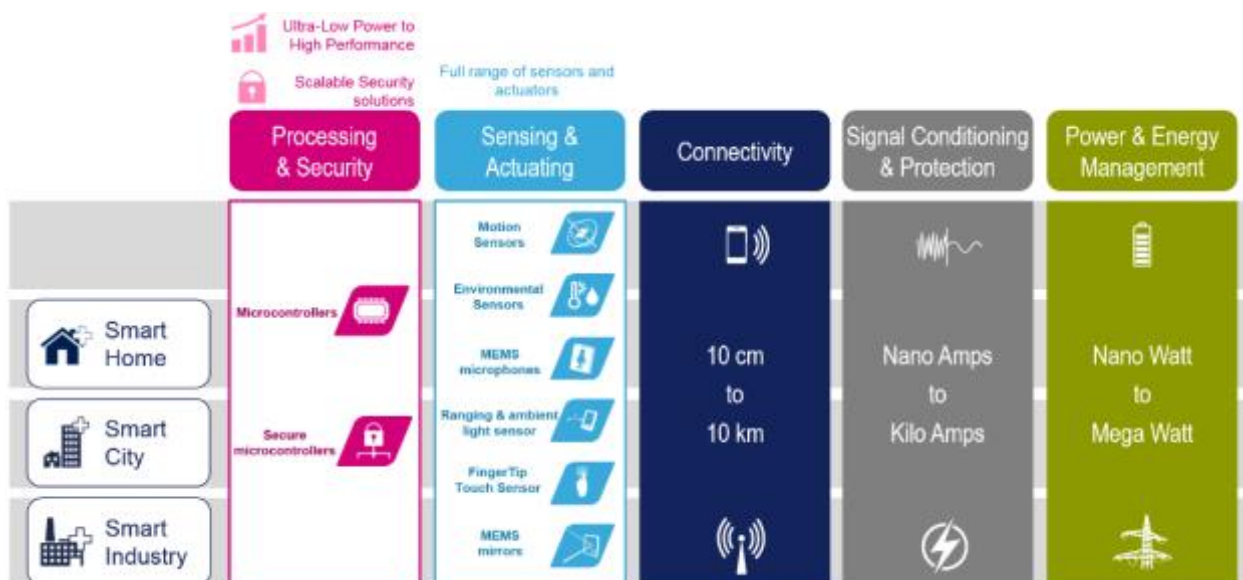 Ultra-Low Power to
High Performance
Scalable Security
solutions
Full range of sensors and
actuators
Processing
& Security
Sensing &
Actuating
Connectivity
Signal Conditioning
& Protection
Power & Energy
Management
Smart
Home
Smart
City
Smart
Industry
Microcontrollers
Secure
microcontrollers
Motion
Sensors
Environmental
Sensors
MEMS
microphones
Ranging & ambient
light sensor
FingerTip
Touch Sensor
MEMS
mirrors
10 cm
to
10 km
Nano Amps
to
Kilo Amps
Nano Watt
to
Mega Watt